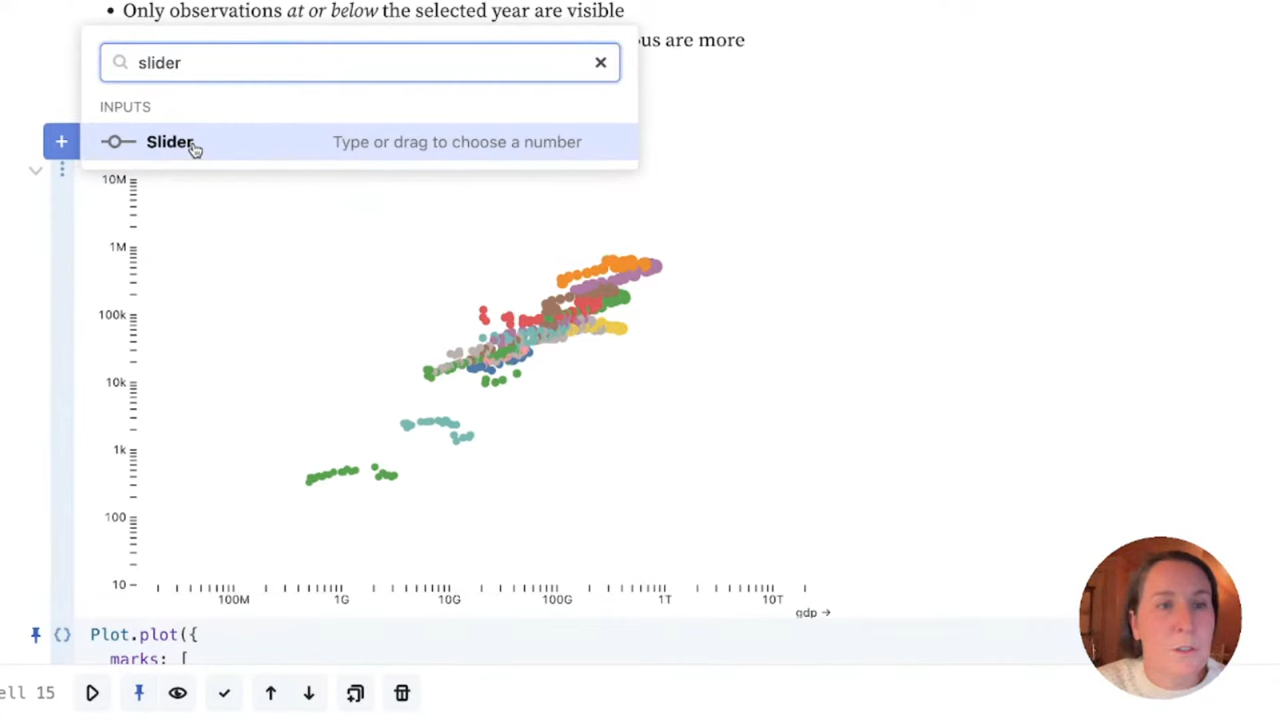 • Only observations at or below the selected year are visible
ous are more
slider
INPUTS
Slider
Type or drag to choose a number
10M
1M
100k
10k
1k
100
10
100M
1G
10G
100G
1T
10T
gdp →
Plot.plot({
marks: [
ell 15